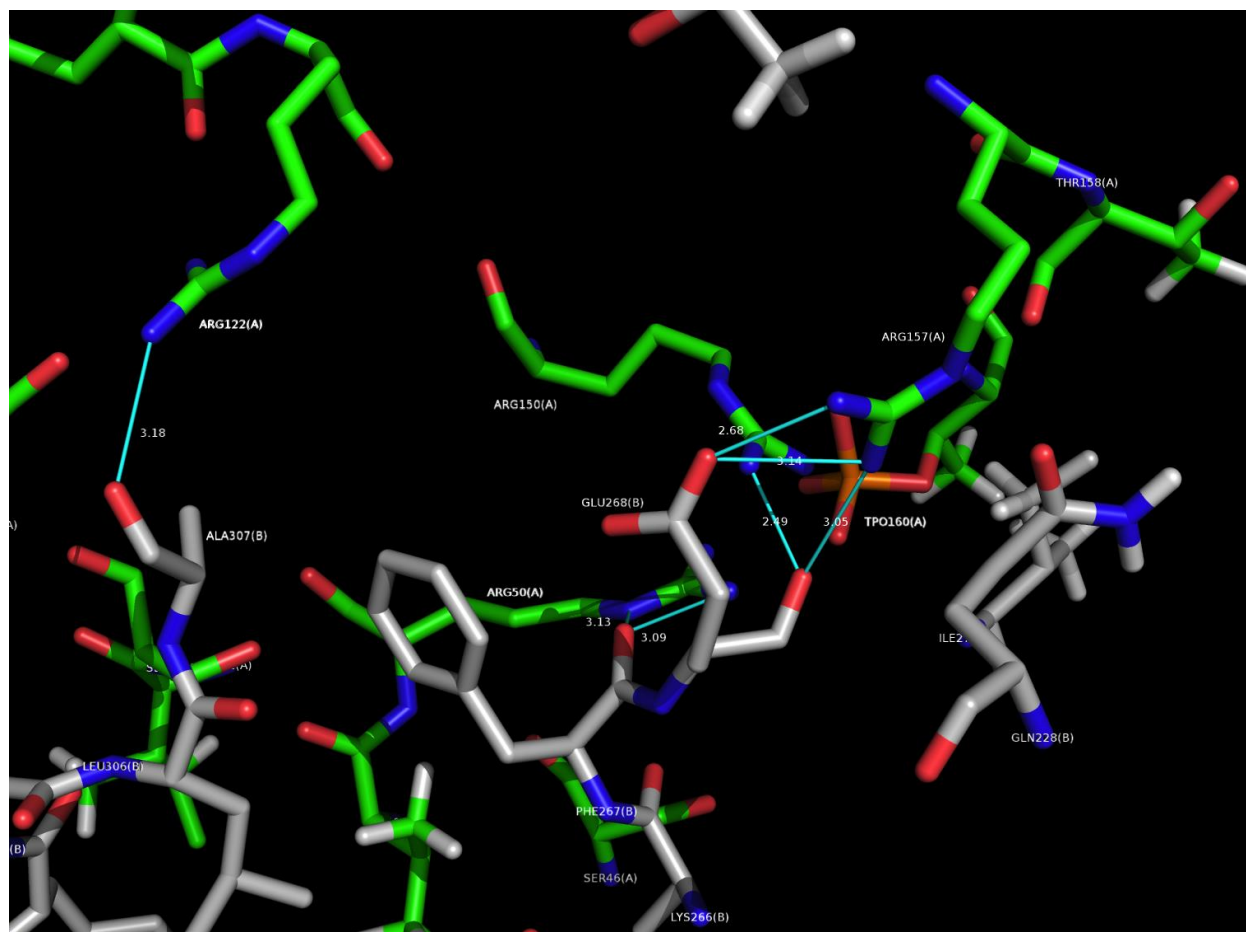 THR158(A)
ARG122(A)
ARG157(A)
ARG150(A)
3.18
2.68
3.14
GLU268(B)
A)
2.49
3.05
TPO160(A)
ALA307(B)
ARG50(A)
3.13
3.09
GLN228(B)
LEU306(B)
PHE267(B)
(B)
SER46(A)
LYS266(B)